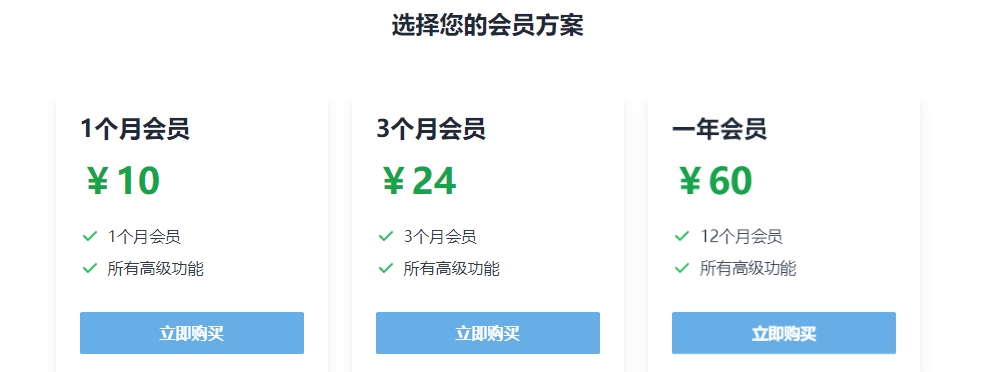 选择您的会员方案
1个月会员
￥10
1个月会员
所有高级功能
立即购买
3个月会员
￥24
3个月会员
所有高级功能
立即购买
一年会员
￥60
12个月会员
所有高级功能
立即购买